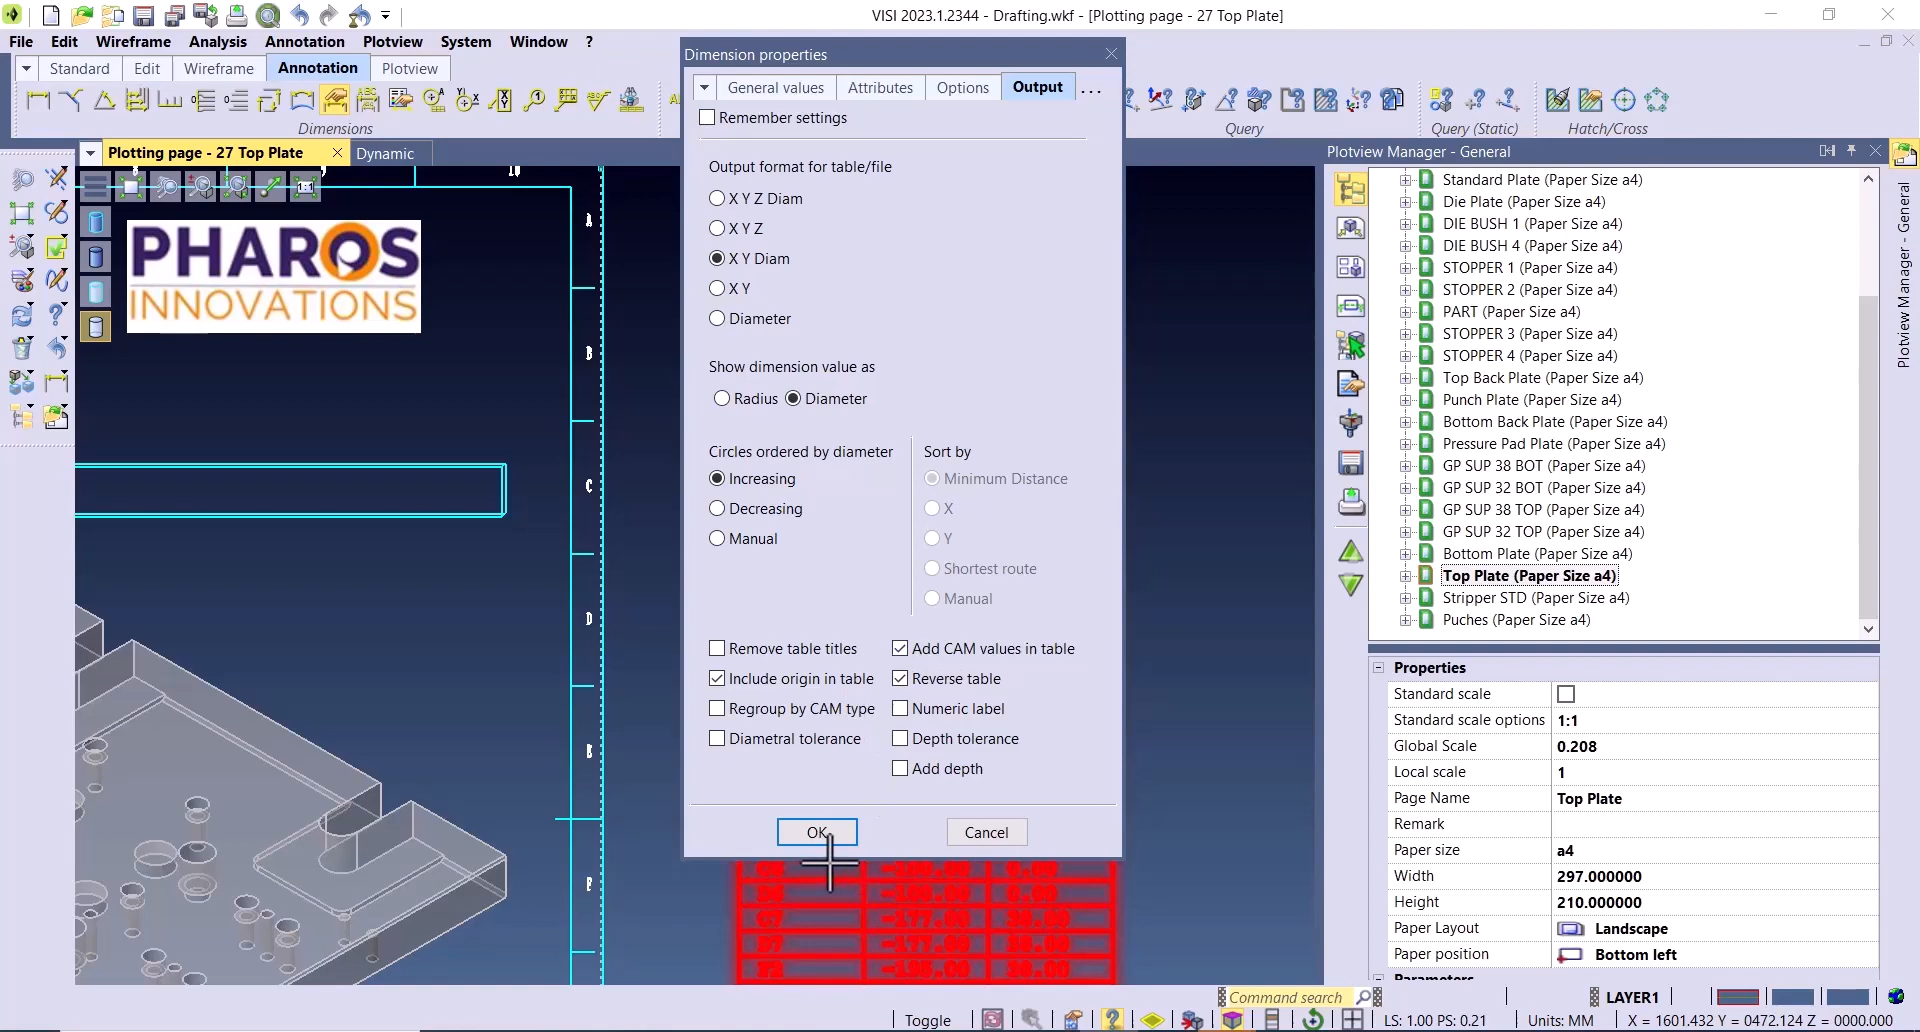 VISI 2023.1.2344 - Drafting.wkf - [Plotting page - 27 Top Plate]
File Edit Wireframe Analysis Annotation Plotview System Window ?
Standard Edit Wireframe Annotation Plotview
Dimensions
Query Query (Static) Hatch/Cross
Plotting page - 27 Top Plate Dynamic
10
1:1
PHAROS
INNOVATIONS
A
B
C
D
E
F
Dimension properties
General values Attributes Options Output ...
Remember settings
Output format for table/file
X Y Z Diam
X Y Z
X Y Diam
X Y
Diameter
Show dimension value as
Radius Diameter
Circles ordered by diameter Sort by
Increasing Minimum Distance
Decreasing X
Manual Y
Shortest route
Manual
Remove table titles Add CAM values in table
Include origin in table Reverse table
Regroup by CAM type Numeric label
Diametral tolerance Depth tolerance
Add depth
OK Cancel
-177.00
-177.00
Plotview Manager - General
Plotview Manager - General
Standard Plate (Paper Size a4)
Die Plate (Paper Size a4)
DIE BUSH 1 (Paper Size a4)
DIE BUSH 4 (Paper Size a4)
STOPPER 1 (Paper Size a4)
STOPPER 2 (Paper Size a4)
PART (Paper Size a4)
STOPPER 3 (Paper Size a4)
STOPPER 4 (Paper Size a4)
Top Back Plate (Paper Size a4)
Punch Plate (Paper Size a4)
Bottom Back Plate (Paper Size a4)
Pressure Pad Plate (Paper Size a4)
GP SUP 38 BOT (Paper Size a4)
GP SUP 32 BOT (Paper Size a4)
GP SUP 38 TOP (Paper Size a4)
GP SUP 32 TOP (Paper Size a4)
Bottom Plate (Paper Size a4)
Top Plate (Paper Size a4)
Stripper STD (Paper Size a4)
Puches (Paper Size a4)
Properties
Standard scale
Standard scale options 1:1
Global Scale 0.208
Local scale 1
Page Name Top Plate
Remark
Paper size a4
Width 297.000000
Height 210.000000
Paper Layout Landscape
Paper position Bottom left
Parameters
Command search LAYER1
Toggle LS: 1.00 PS: 0.21 Units: MM X = 1601.432 Y = 0472.124 Z = 0000.000